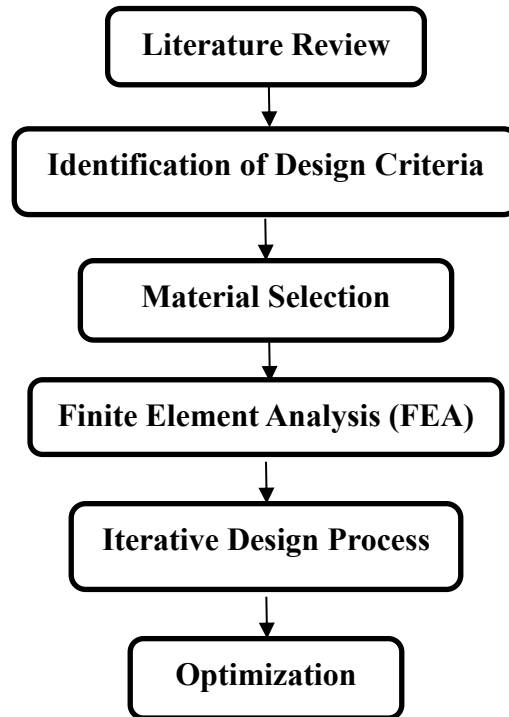 Literature Review
Identification of Design Criteria
Material Selection
Finite Element Analysis (FEA)
Iterative Design Process
Optimization